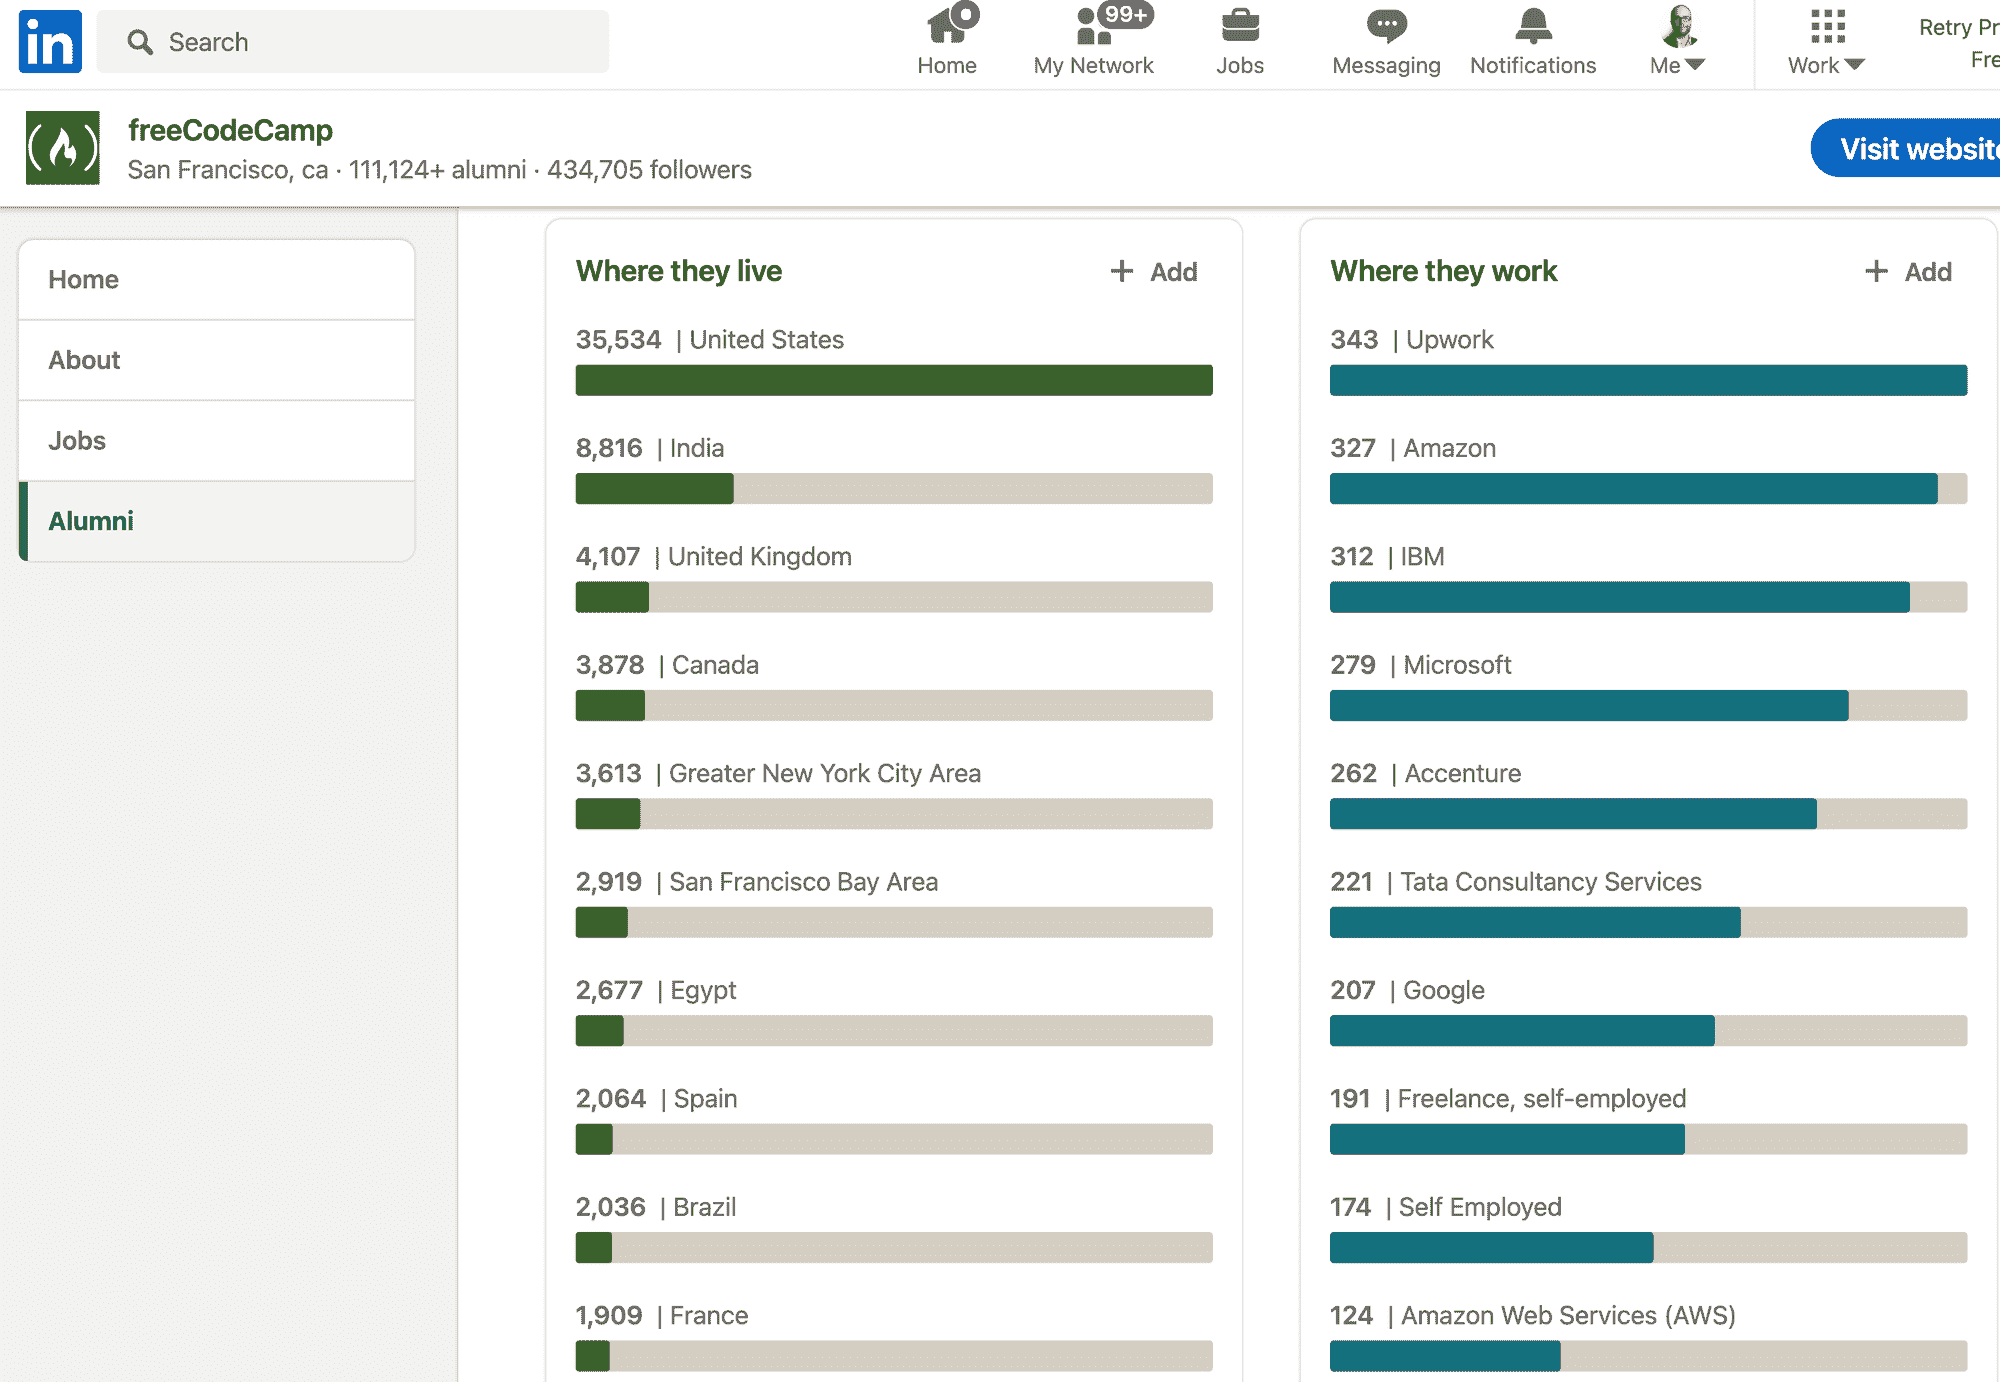 in
Search
99+
Home
My Network
Jobs
Messaging
Notifications
Me
Work
Retry Pr
Fre
freeCodeCamp
San Francisco, ca · 111,124+ alumni · 434,705 followers
Visit website
Home
About
Jobs
Alumni
Where they live
+ Add
35,534 | United States
8,816 | India
4,107 | United Kingdom
3,878 | Canada
3,613 | Greater New York City Area
2,919 | San Francisco Bay Area
2,677 | Egypt
2,064 | Spain
2,036 | Brazil
1,909 | France
Where they work
+ Add
343 | Upwork
327 | Amazon
312 | IBM
279 | Microsoft
262 | Accenture
221 | Tata Consultancy Services
207 | Google
191 | Freelance, self-employed
174 | Self Employed
124 | Amazon Web Services (AWS)